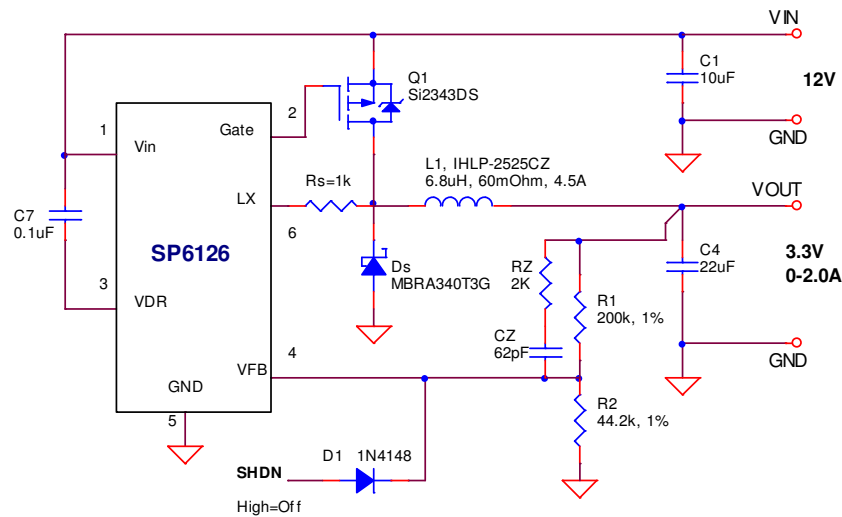 VIN
Q1
Si2343DS
C1
10uF
12V
2
1
Gate
Vin
GND
L1, IHLP-2525CZ
6.8uH, 60mOhm, 4.5A
Rs=1k
LX
VOUT
C7
0.1uF
6
SP6126
C4
22uF
3.3V
0-2.0A
Ds
MBRA340T3G
RZ
2K
3
VDR
R1
200k, 1%
CZ
62pF
4
VFB
GND
GND
5
R2
44.2k, 1%
D1
1N4148
SHDN
High=Off